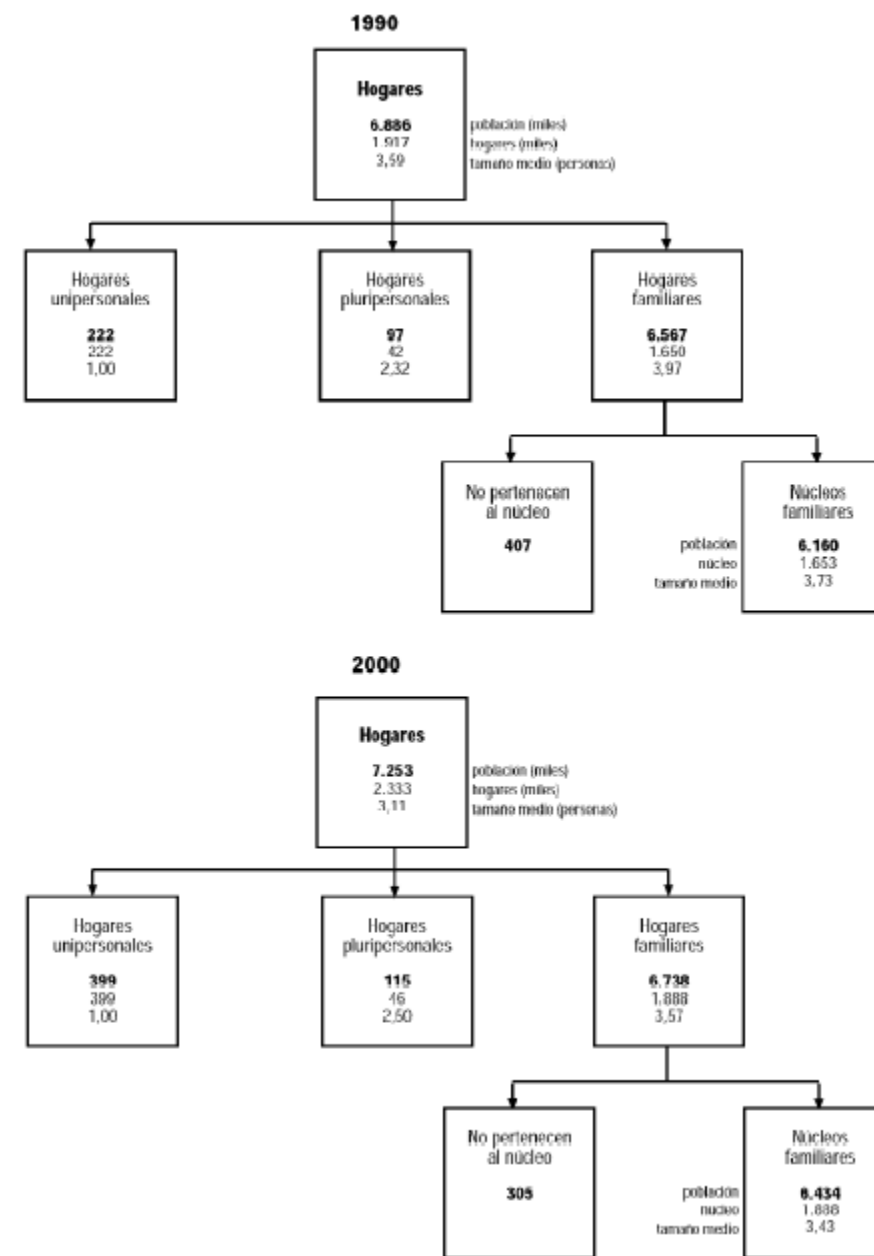 1990
Hogares
6.886
población (miles)
1.917
hogares (miles)
3,59
tamaño medio (personas)
Hogares
unipersonales
222
222
1,00
Hogares
pluripersonales
97
42
2,32
Hogares
familiares
6.567
1.650
3,97
No pertenecen
al núcleo
407
Núcleos
familiares
población
6.160
núcleo
1.653
tamaño medio
3,73
2000
Hogares
7.253
población (miles)
2.333
hogares (miles)
3,11
tamaño medio (personas)
Hogares
unipersonales
399
399
1,00
Hogares
pluripersonales
115
46
2,50
Hogares
familiares
6.738
1,888
3,57
No pertenecen
al núcleo
305
Núcleos
familiares
población
6.434
nucleo
1.888
tamaño medio
3,43